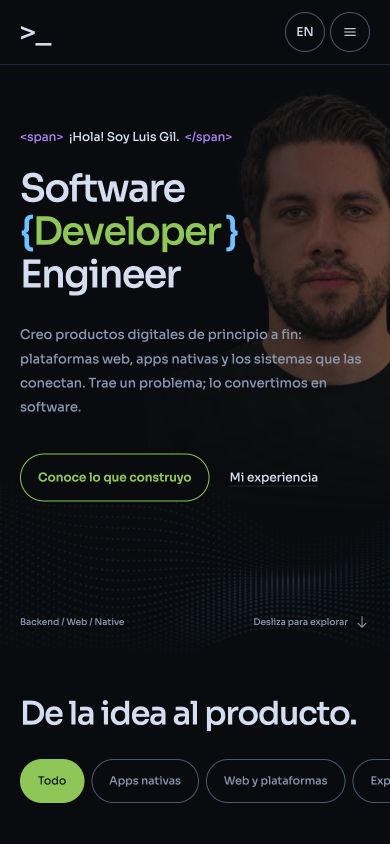 >_
EN
<span> ¡Hola! Soy Luis Gil. </span>
Software
{Developer}
Engineer
Creo productos digitales de principio a fin:
plataformas web, apps nativas y los sistemas que las
conectan. Trae un problema; lo convertimos en
software.
Conoce lo que construyo
Mi experiencia
Backend / Web / Native
Desliza para explorar
De la idea al producto.
Todo
Apps nativas
Web y plataformas
Exp